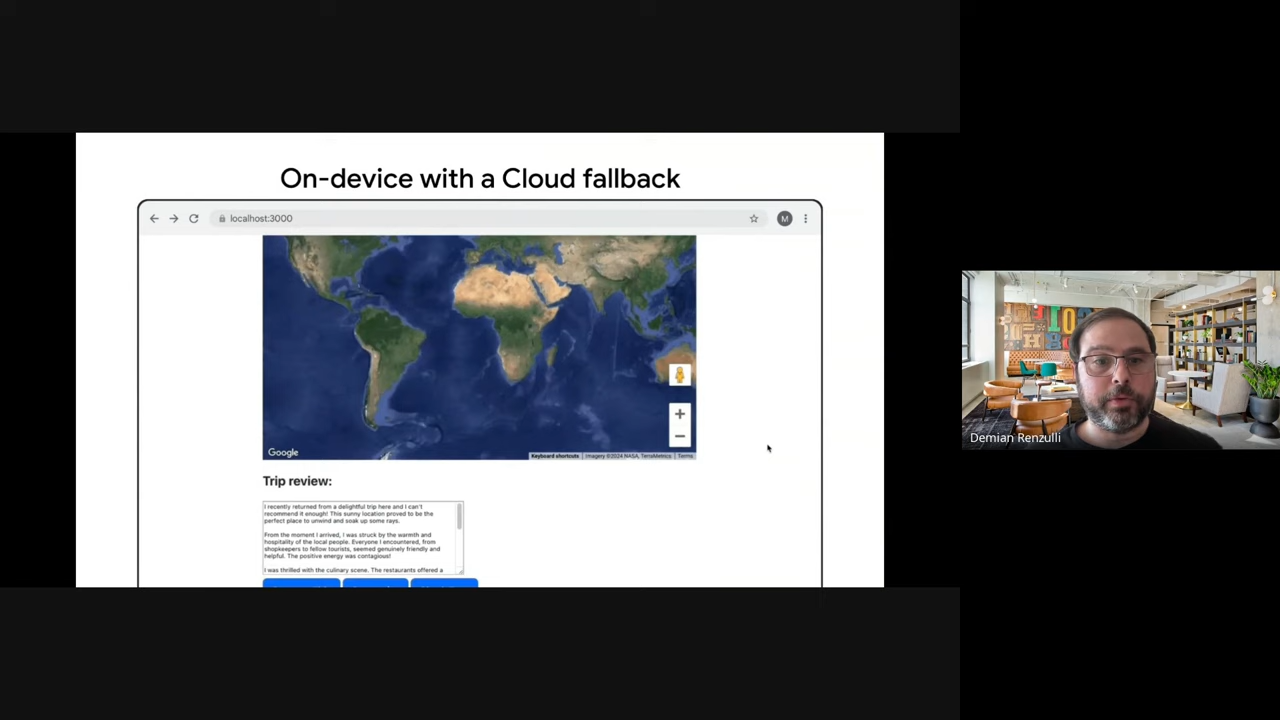 On-device with a Cloud fallback
localhost:3000
M
Google
Keyboard shortcuts
Imagery ©2024 NASA, TerraMetrics
Terms
Trip review:
I recently returned from a delightful trip here and I can't
recommend it enough! This sunny location proved to be the
perfect place to unwind and soak up some rays.
From the moment I arrived, I was struck by the warmth and
hospitality of the local people. Everyone I encountered, from
shopkeepers to fellow tourists, seemed genuinely friendly and
helpful. The positive energy was contagious!
I was thrilled with the culinary scene. The restaurants offered a
Demian Renzulli